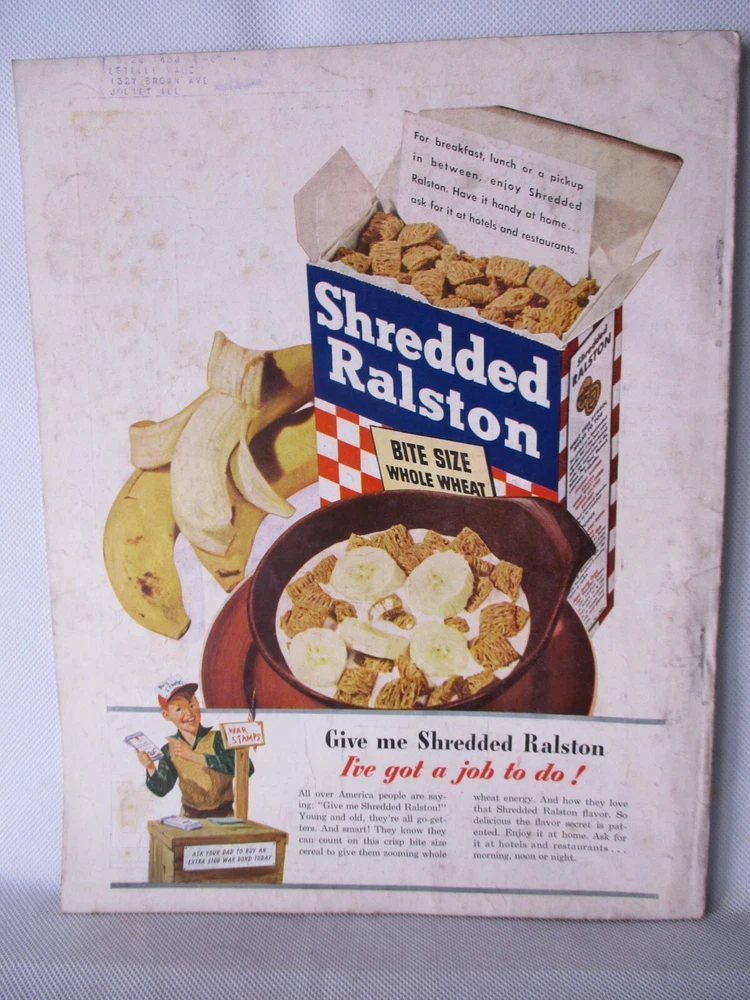 JOLIET ILL
For breakfast, lunch or a pickup
in between, enjoy Shredded
Ralston. Have it handy at home...
ask for it at hotels and restaurants.
Shredded
Ralston
BITE SIZE
WHOLE WHEAT
Shredded
RALSTON
WAR
STAMPS
ASK YOUR DAD TO BUY AN
EXTRA $100 WAR BOND TODAY
Give me Shredded Ralston
I've got a job to do!
All over America people are say-
ing: "Give me Shredded Ralston!"
Young and old, they're all go-get-
ters. And smart! They know they
can count on this crisp bite size
cereal to give them zooming whole
wheat energy. And how they love
that Shredded Ralston flavor. So
delicious the flavor secret is pat-
ented. Enjoy it at home. Ask for
it at hotels and restaurants...
morning, noon or night.